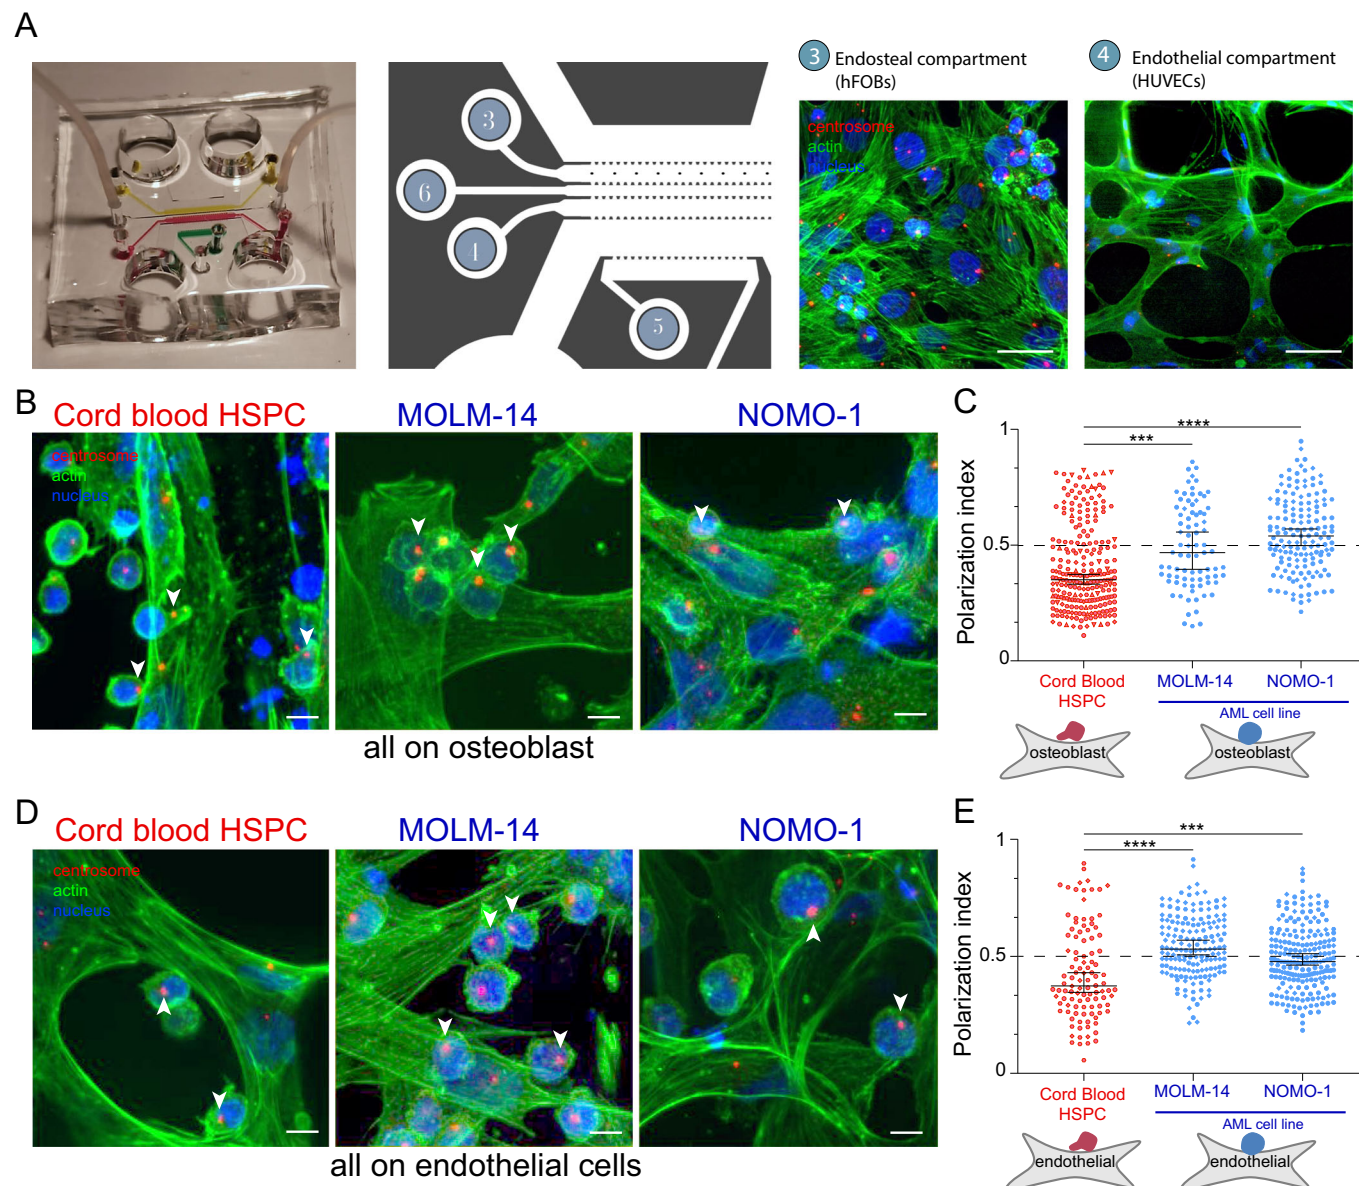 A
3 Endosteal compartment
(hFOBs)
4 Endothelial compartment
(HUVECs)
3
6
4
5
centrosome
actin
nucleus
B
Cord blood HSPC
MOLM-14
NOMO-1
centrosome
actin
nucleus
all on osteoblast
C
Polarization index
1
0.5
0
****
***
Cord Blood
HSPC
MOLM-14
NOMO-1
AML cell line
osteoblast
osteoblast
D
Cord blood HSPC
MOLM-14
NOMO-1
centrosome
actin
nucleus
all on endothelial cells
E
Polarization index
1
0.5
0
***
****
Cord Blood
HSPC
MOLM-14
NOMO-1
AML cell line
endothelial
endothelial